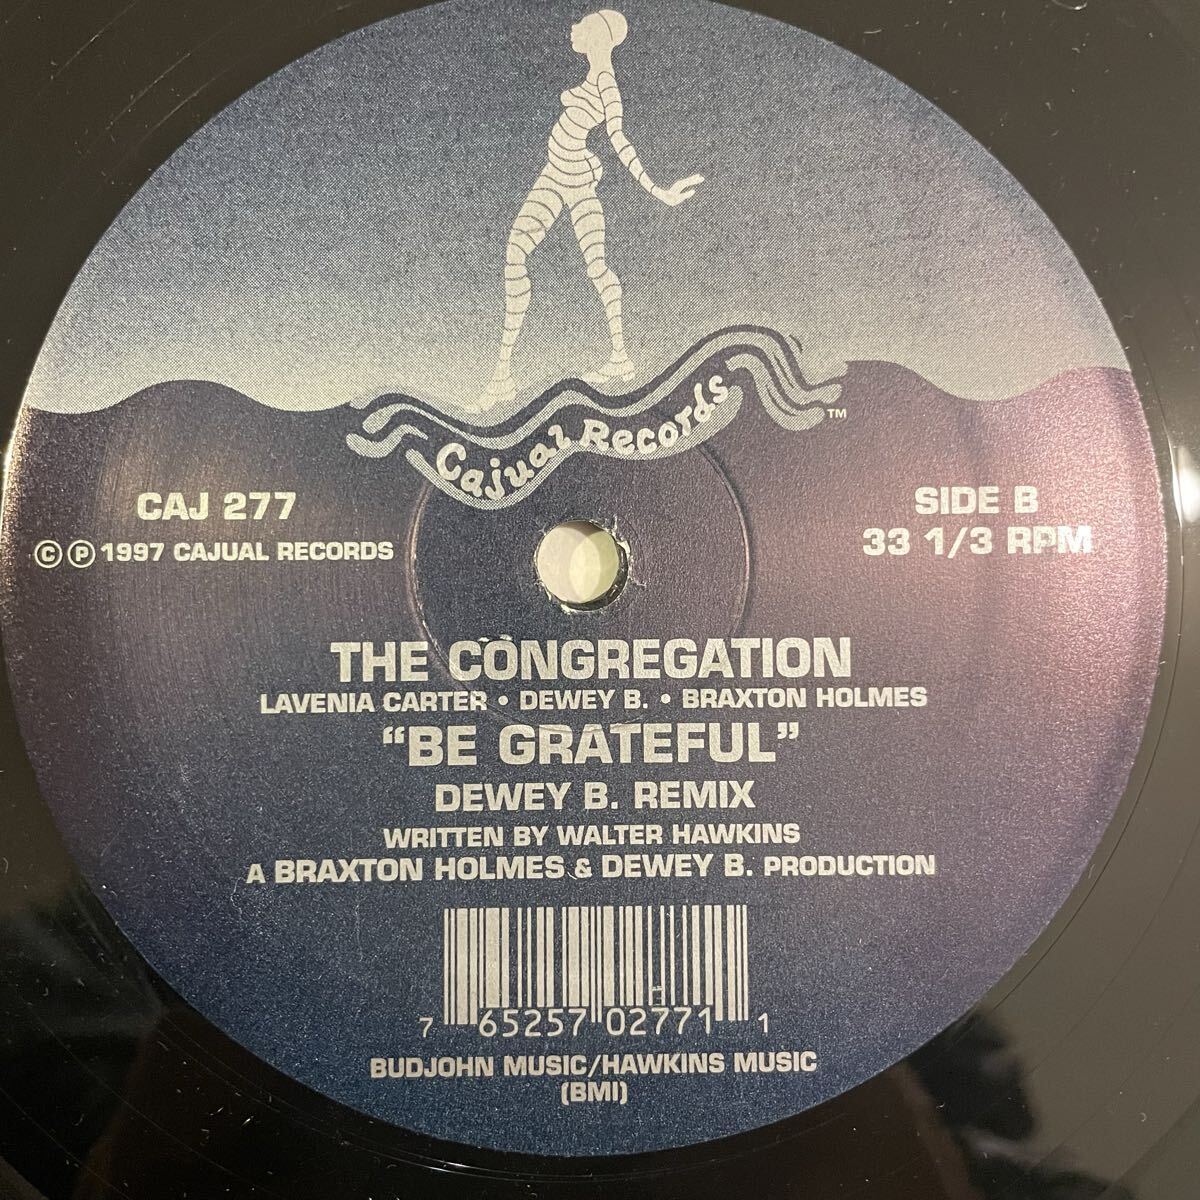 Cajual Records™
CAJ 277
© ℗ 1997 CAJUAL RECORDS
SIDE B
33 1/3 RPM
THE CONGREGATION
LAVENIA CARTER • DEWEY B. • BRAXTON HOLMES
“BE GRATEFUL”
DEWEY B. REMIX
WRITTEN BY WALTER HAWKINS
A BRAXTON HOLMES & DEWEY B. PRODUCTION
7 65257 02771 1
BUDJOHN MUSIC/HAWKINS MUSIC
(BMI)